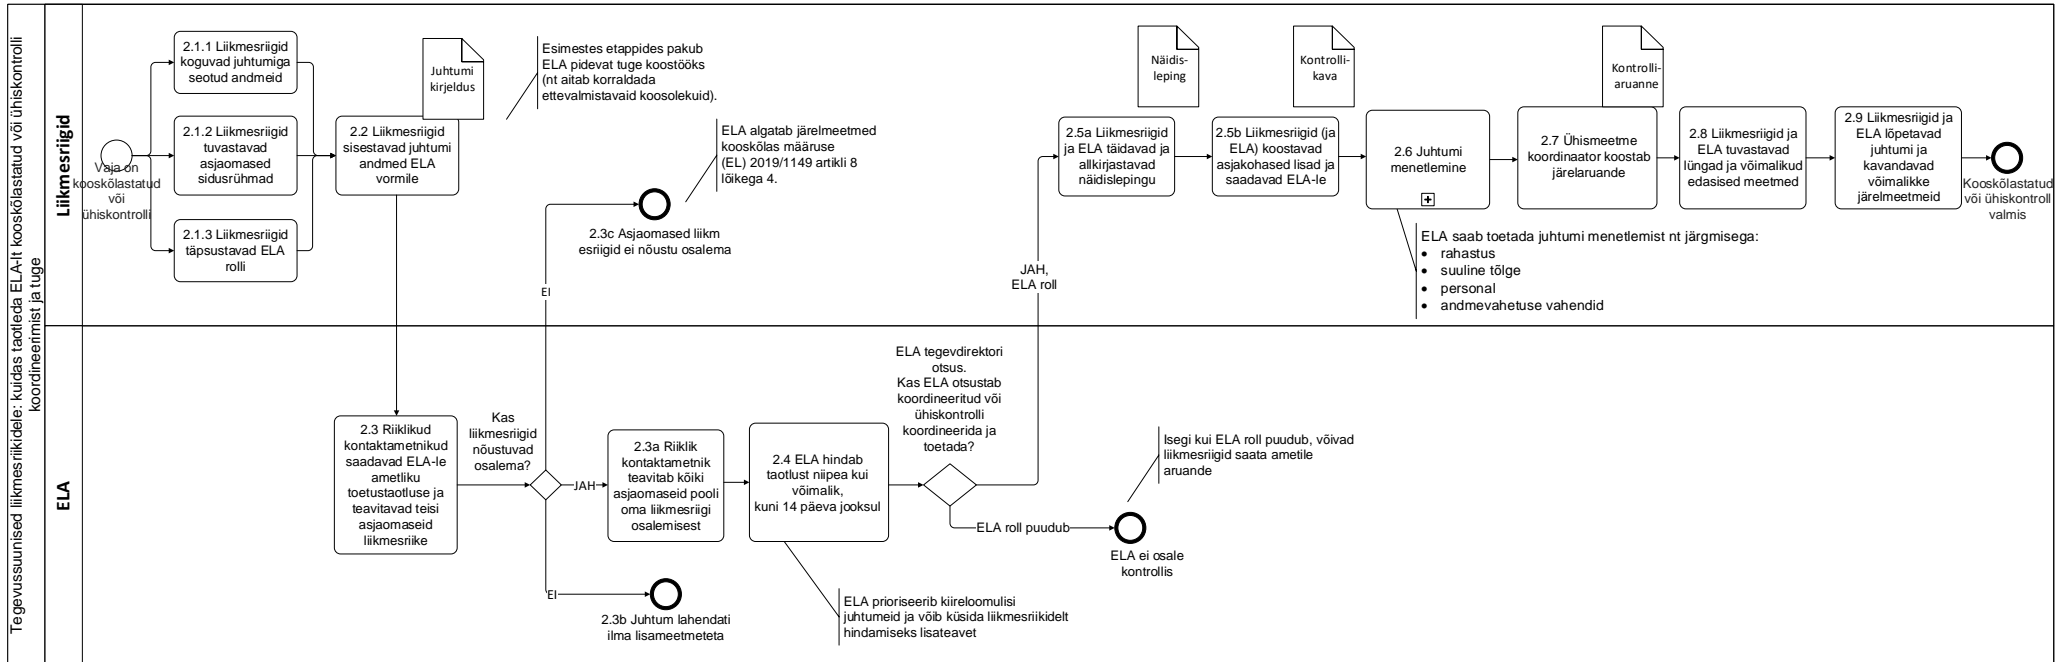 Tegevussuunised liikmesriikidele: kuidas taotleda ELA-lt kooskõlastatud või ühiskontrolli
koordineerimist ja tuge
Liikmesriigid
Vaja on
kooskõlastatud
või
ühiskontrolli
2.1.1 Liikmesriigid
koguvad juhtumiga
seotud andmeid
2.1.2 Liikmesriigid
tuvastavad
asjaomased
sidusrühmad
2.1.3 Liikmesriigid
täpsustavad ELA
rolli
Juhtumi
kirjeldus
2.2 Liikmesriigid
sisestavad juhtumi
andmed ELA
vormile
Esimestes etappides pakub
ELA pidevat tuge koostööks
(nt aitab korraldada
ettevalmistavaid koosolekuid).
ELA algatab järelmeetmed
kooskõlas määruse
(EL) 2019/1149 artikli 8
lõikega 4.
2.3c Asjaomased liikm
esriigid ei nõustu osalema
EI
JAH,
ELA roll
Näidis-
leping
2.5a Liikmesriigid
ja ELA täidavad ja
allkirjastavad
näidislepingu
Kontrolli-
kava
2.5b Liikmesriigid (ja
ELA) koostavad
asjakohased lisad ja
saadavad ELA-le
2.6 Juhtumi
menetlemine
ELA saab toetada juhtumi menetlemist nt järgmisega:
• rahastus
• suuline tõlge
• personal
• andmevahetuse vahendid
Kontrolli-
aruanne
2.7 Ühismeetme
koordinaator koostab
järelaruande
2.8 Liikmesriigid ja
ELA tuvastavad
lüngad ja võimalikud
edasised meetmed
2.9 Liikmesriigid ja
ELA lõpetavad
juhtumi ja
kavandavad
võimalikke
järelmeetmeid
Kooskõlastatud
või ühiskontroll
valmis
ELA
2.3 Riiklikud
kontaktametnikud
saadavad ELA-le
ametliku
toetustaotluse ja
teavitavad teisi
asjaomaseid
liikmesriike
Kas
liikmesriigid
nõustuvad
osalema?
JAH
EI
2.3b Juhtum lahendati
ilma lisameetmeteta
2.3a Riiklik
kontaktametnik
teavitab kõiki
asjaomaseid pooli
oma liikmesriigi
osalemisest
2.4 ELA hindab
taotlust niipea kui
võimalik,
kuni 14 päeva jooksul
ELA prioriseerib kiireloomulisi
juhtumeid ja võib küsida liikmesriikidelt
hindamiseks lisateavet
ELA tegevdirektori
otsus.
Kas ELA otsustab
koordineeritud või
ühiskontrolli
koordineerida ja
toetada?
ELA roll puudub
ELA ei osale
kontrollis
Isegi kui ELA roll puudub, võivad
liikmesriigid saata ametile
aruande